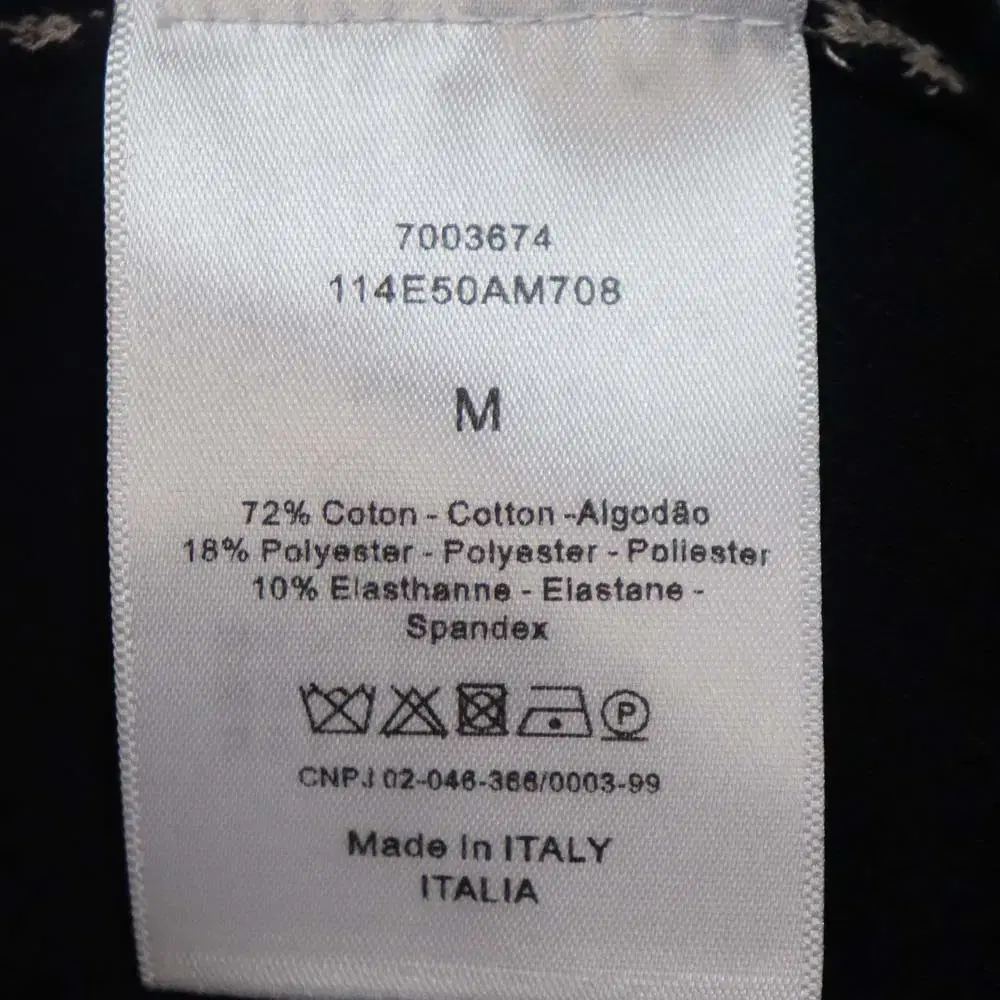 7003674
114E50AM708
M
72% Coton - Cotton -Algodão
18% Polyester - Polyester - Poliester
10% Elasthanne - Elastane -
Spandex
P
CNPJ 02-046-366/0003-99
Made in ITALY
ITALIA